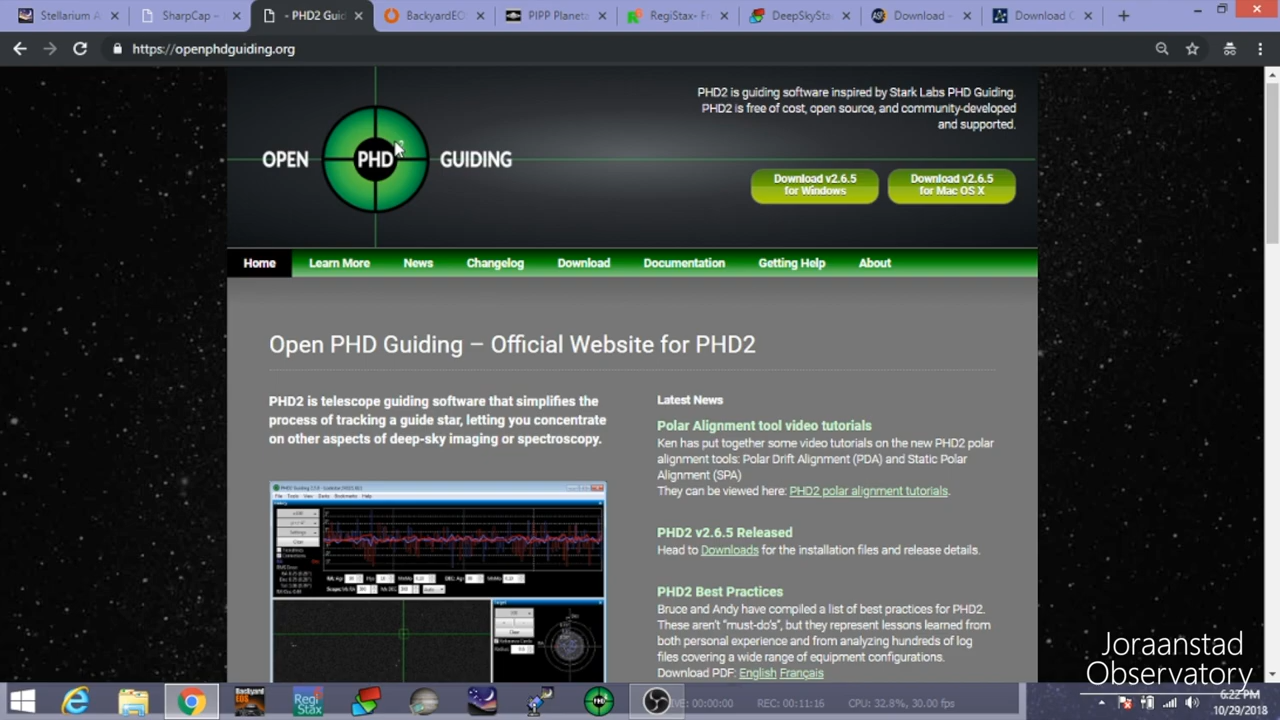 Stellarium A
SharpCap -
- PHD2 Guid
BackyardEO
PIPP Planeta
RegiStax- Fr
DeepSkySta
Download -
Download C
https://openphdguiding.org
OPEN PHD GUIDING
PHD2 is guiding software inspired by Stark Labs PHD Guiding.
PHD2 is free of cost, open source, and community-developed
and supported.
Download v2.6.5
for Windows
Download v2.6.5
for Mac OS X
Home Learn More News Changelog Download Documentation Getting Help About
Open PHD Guiding – Official Website for PHD2
PHD2 is telescope guiding software that simplifies the
process of tracking a guide star, letting you concentrate
on other aspects of deep-sky imaging or spectroscopy.
Latest News
Polar Alignment tool video tutorials
Ken has put together some video tutorials on the new PHD2 polar
alignment tools: Polar Drift Alignment (PDA) and Static Polar
Alignment (SPA)
They can be viewed here: PHD2 polar alignment tutorials.
PHD2 v2.6.5 Released
Head to Downloads for the installation files and release details.
PHD2 Best Practices
Bruce and Andy have compiled a list of best practices for PHD2.
These aren't "must-do's", but they represent lessons learned from
both personal experience and from analyzing hundreds of log
files covering a wide range of equipment configurations.
Download PDF: English Français
Joraanstad
Observatory
Backyard
EOS
Regi
Stax
PHD
IVE: 00:00:00 REC: 00:11:16 CPU: 32.8%, 30.00 fps
6:22 PM
10/29/2018